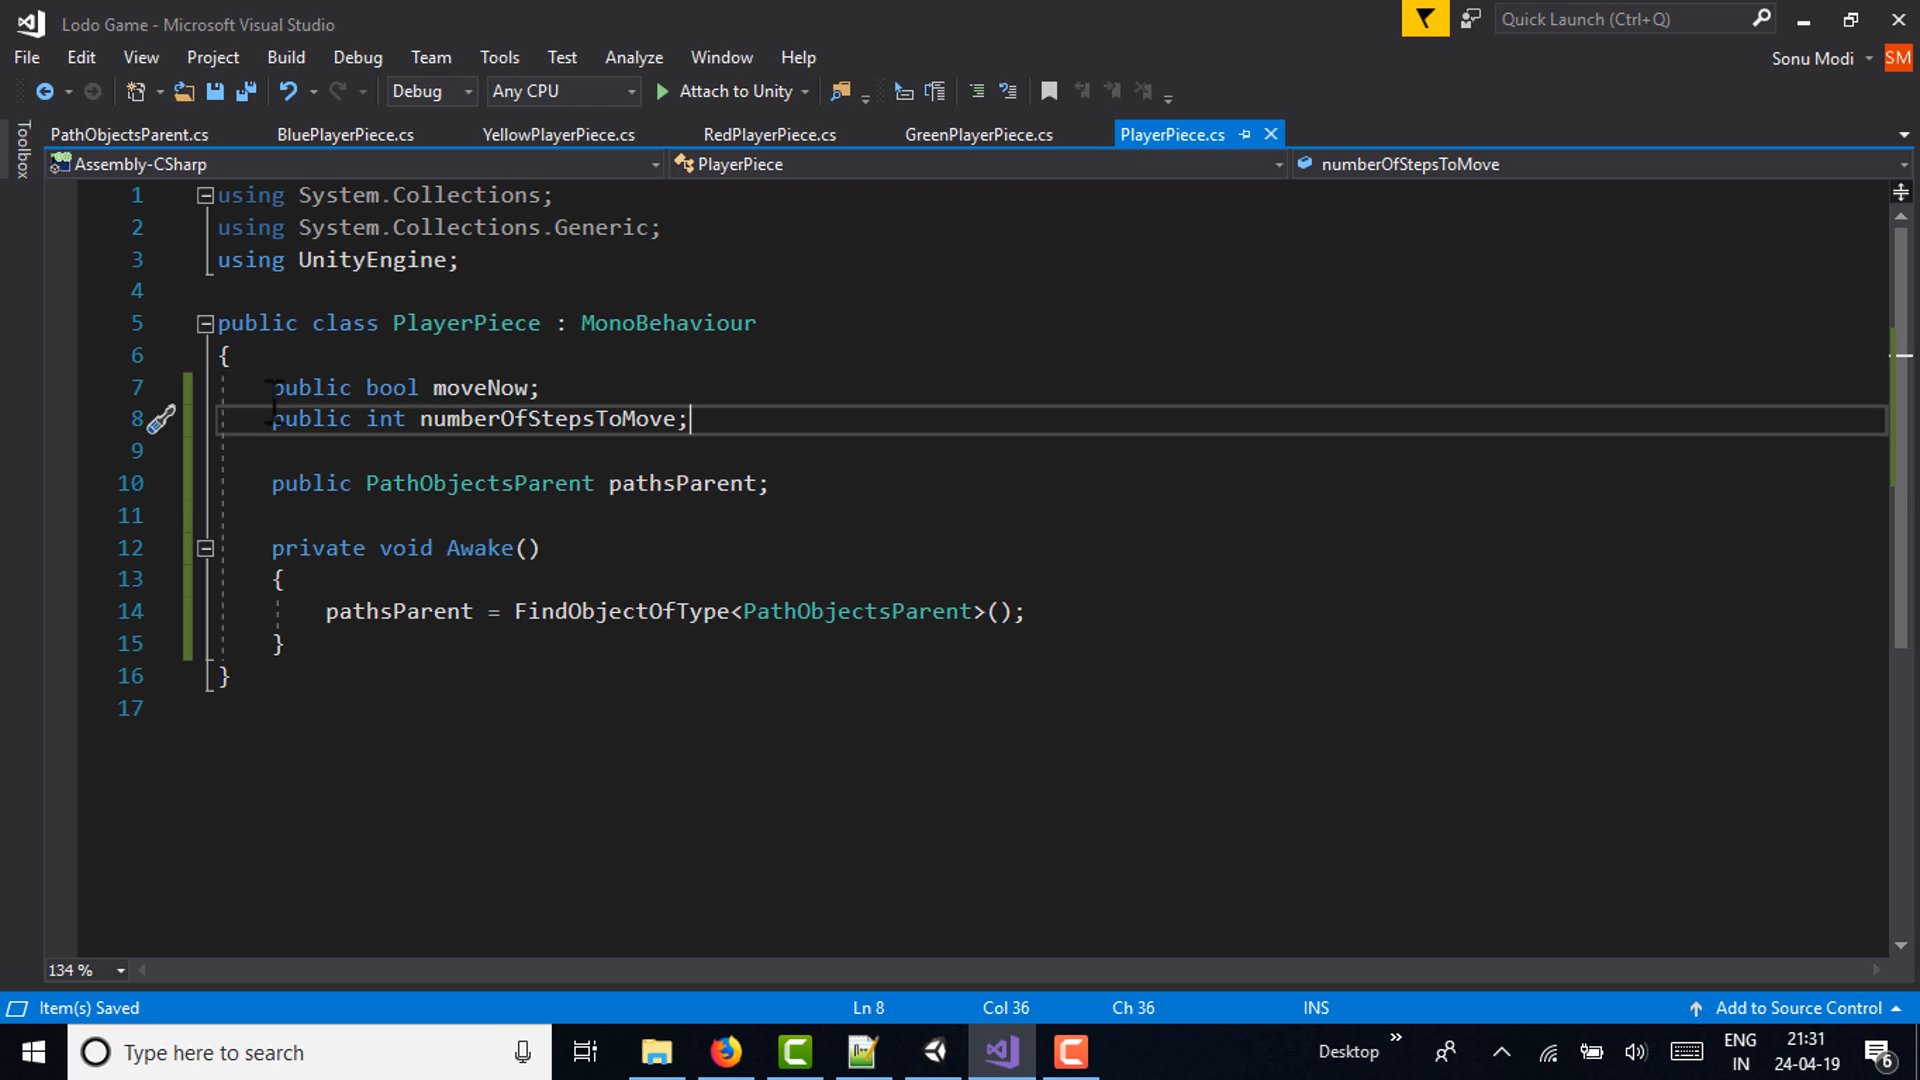 Lodo Game - Microsoft Visual Studio
Quick Launch (Ctrl+Q)
File Edit View Project Build Debug Team Tools Test Analyze Window Help
Sonu Modi SM
Debug Any CPU Attach to Unity
Toolbox
PathObjectsParent.cs BluePlayerPiece.cs YellowPlayerPiece.cs RedPlayerPiece.cs GreenPlayerPiece.cs PlayerPiece.cs
Assembly-CSharp PlayerPiece numberOfStepsToMove
1 using System.Collections;
2 using System.Collections.Generic;
3 using UnityEngine;
4
5 public class PlayerPiece : MonoBehaviour
6 {
7 public bool moveNow;
8 public int numberOfStepsToMove;
9
10 public PathObjectsParent pathsParent;
11
12 private void Awake()
13 {
14 pathsParent = FindObjectOfType<PathObjectsParent>();
15 }
16 }
17
134 %
Item(s) Saved Ln 8 Col 36 Ch 36 INS Add to Source Control
Type here to search Desktop ENG IN 21:31 24-04-19 6